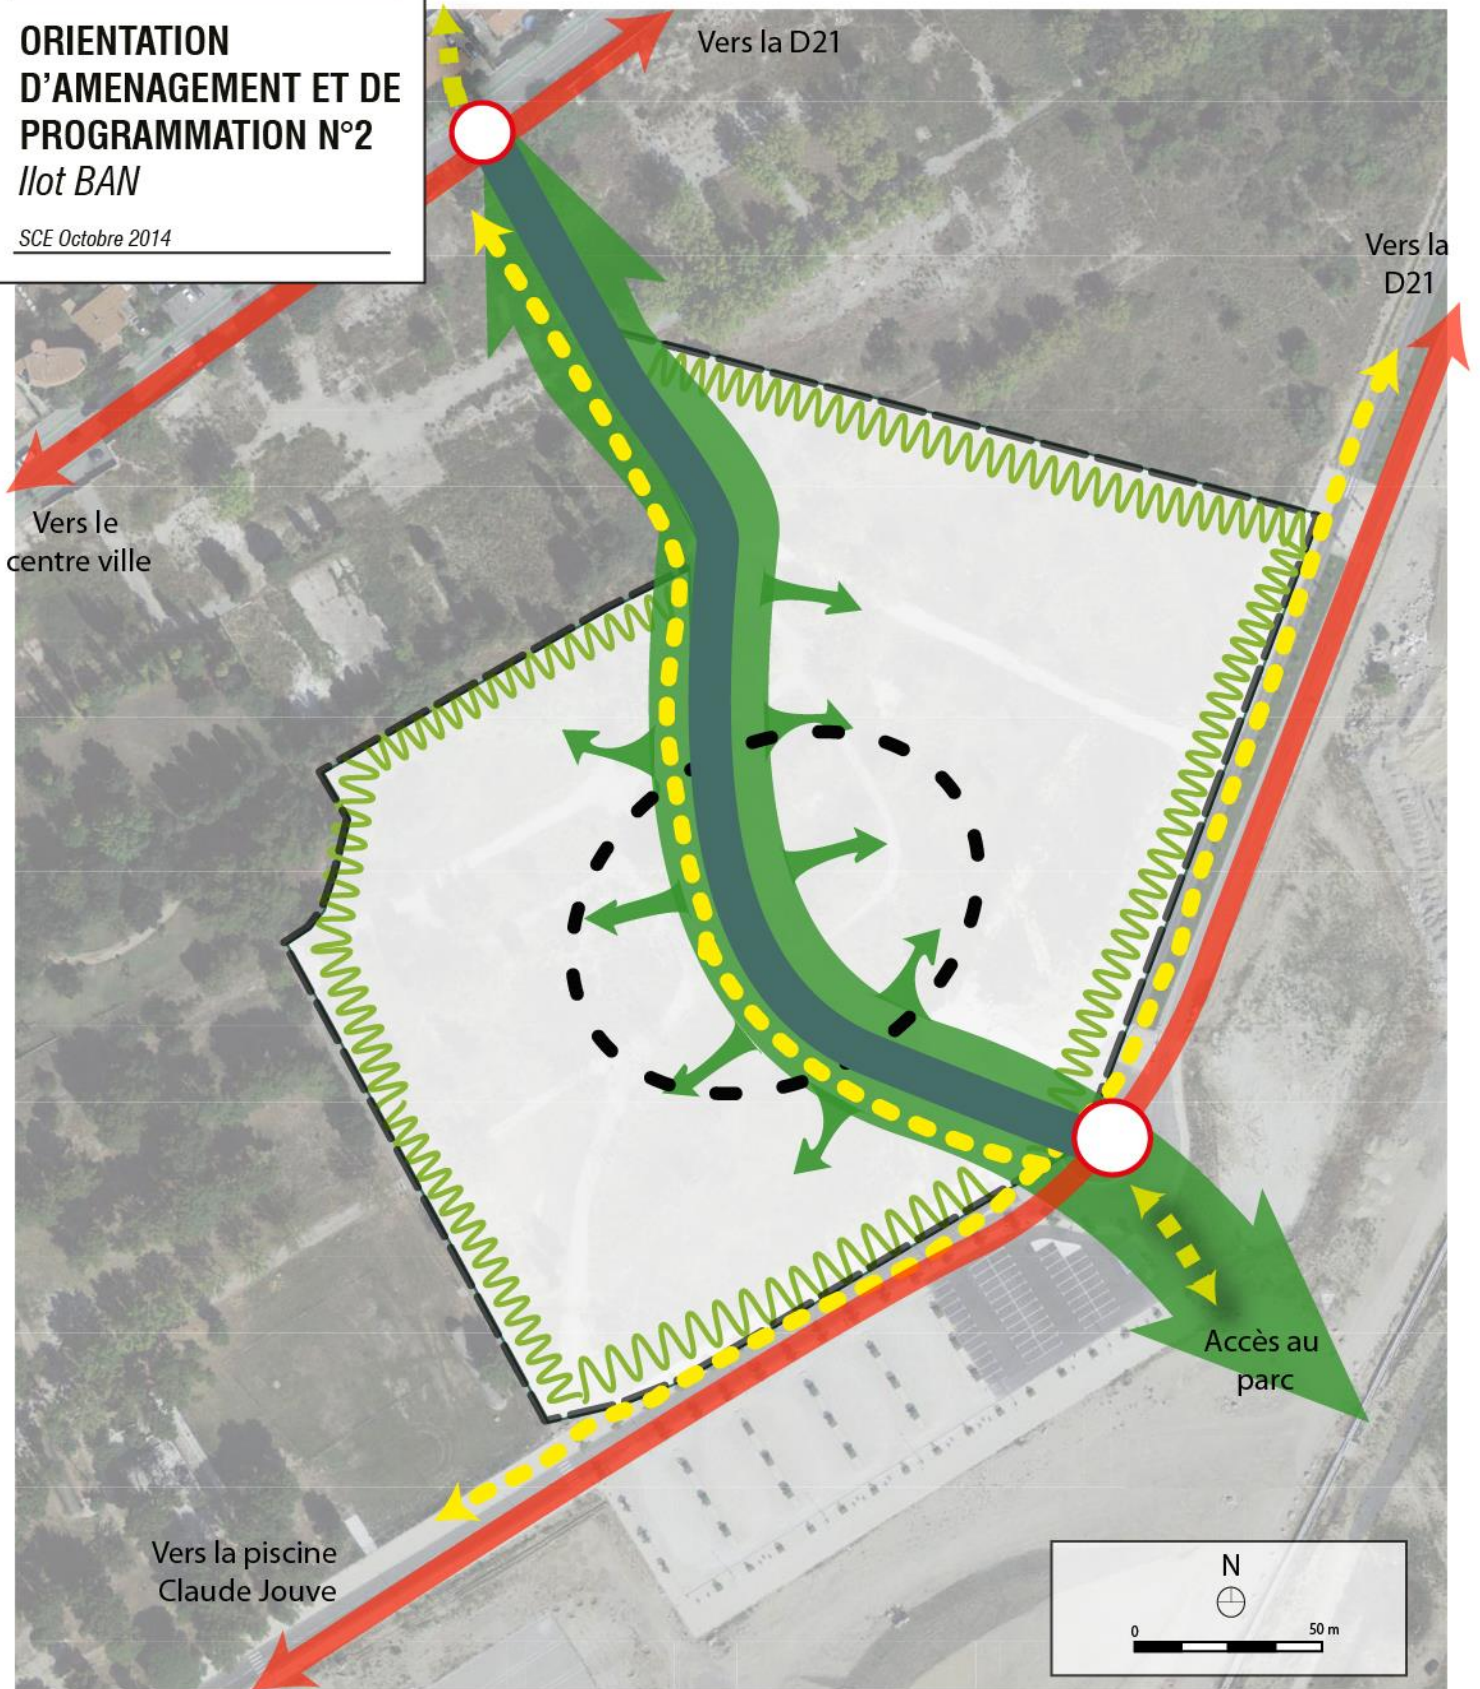 ORIENTATION
D'AMENAGEMENT ET DE
PROGRAMMATION N°2
Ilot BAN
SCE Octobre 2014
Vers la D21
Vers la
D21
Vers le
centre ville
Accès au
parc
Vers la piscine
Claude Jouve
N
0 50 m